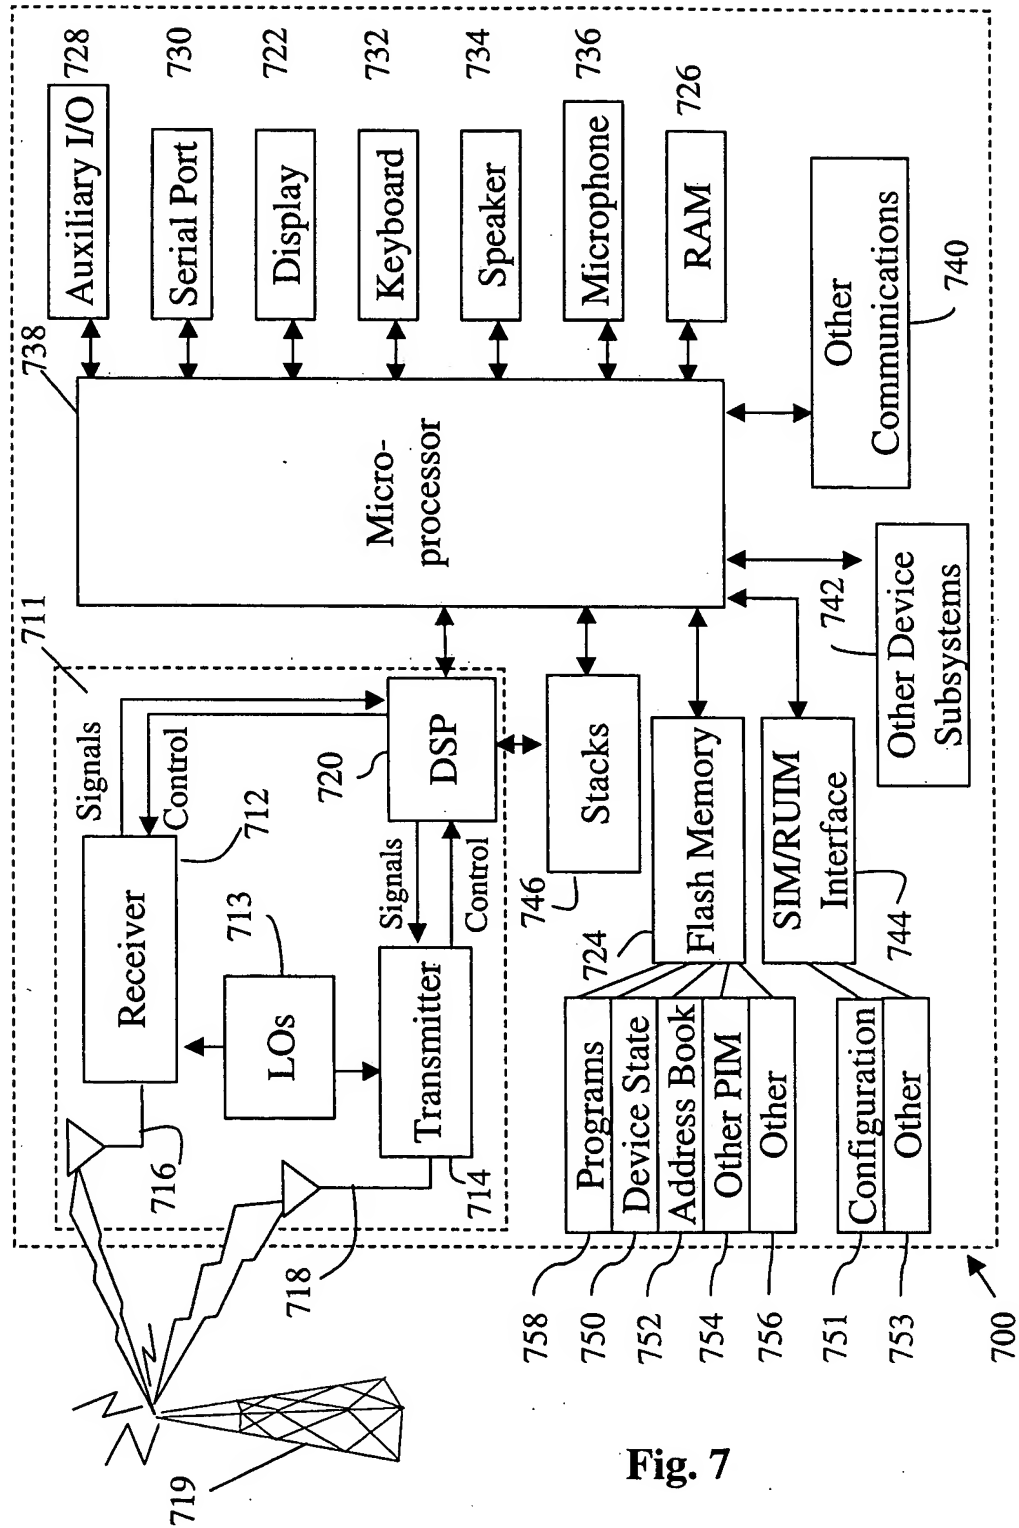 700
711
Signals
Control
Receiver
712
716
LOs
713
Transmitter
714
718
719
Signals
Control
DSP
720
Micro-
processor
738
Auxiliary I/O
728
Serial Port
730
Display
722
Keyboard
732
Speaker
734
Microphone
736
RAM
726
Other
Communications
740
Other Device
Subsystems
742
Stacks
746
Flash Memory
724
SIM/RUIM
Interface
744
Programs
758
Device State
750
Address Book
752
Other PIM
754
Other
756
Configuration
751
Other
753
Fig. 7